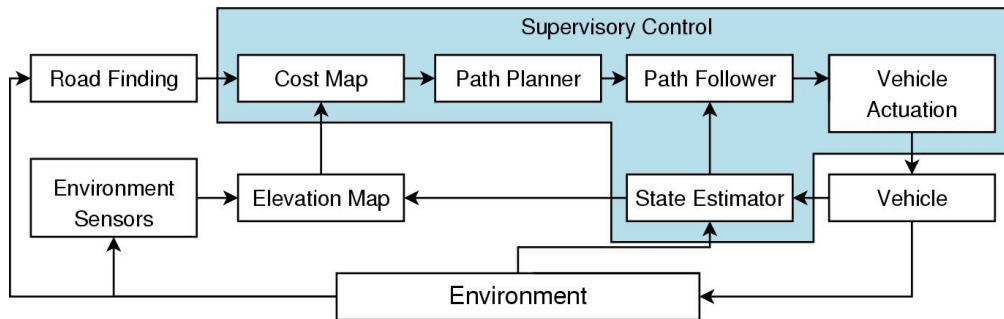 Supervisory Control
Road Finding
Cost Map
Path Planner
Path Follower
Vehicle
Actuation
Environment
Sensors
Elevation Map
State Estimator
Vehicle
Environment